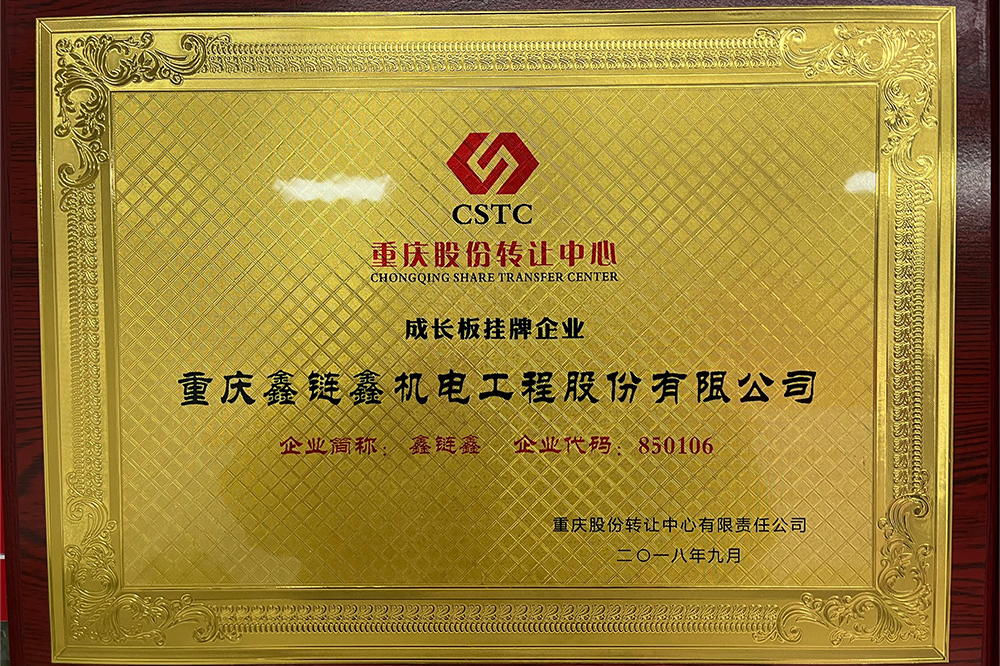 CSTC
重庆股份转让中心
CHONGQING SHARE TRANSFER CENTER
成长板挂牌企业
重庆鑫链鑫机电工程股份有限公司
企业简称：鑫链鑫 企业代码：850106
重庆股份转让中心有限责任公司
二〇一八年九月